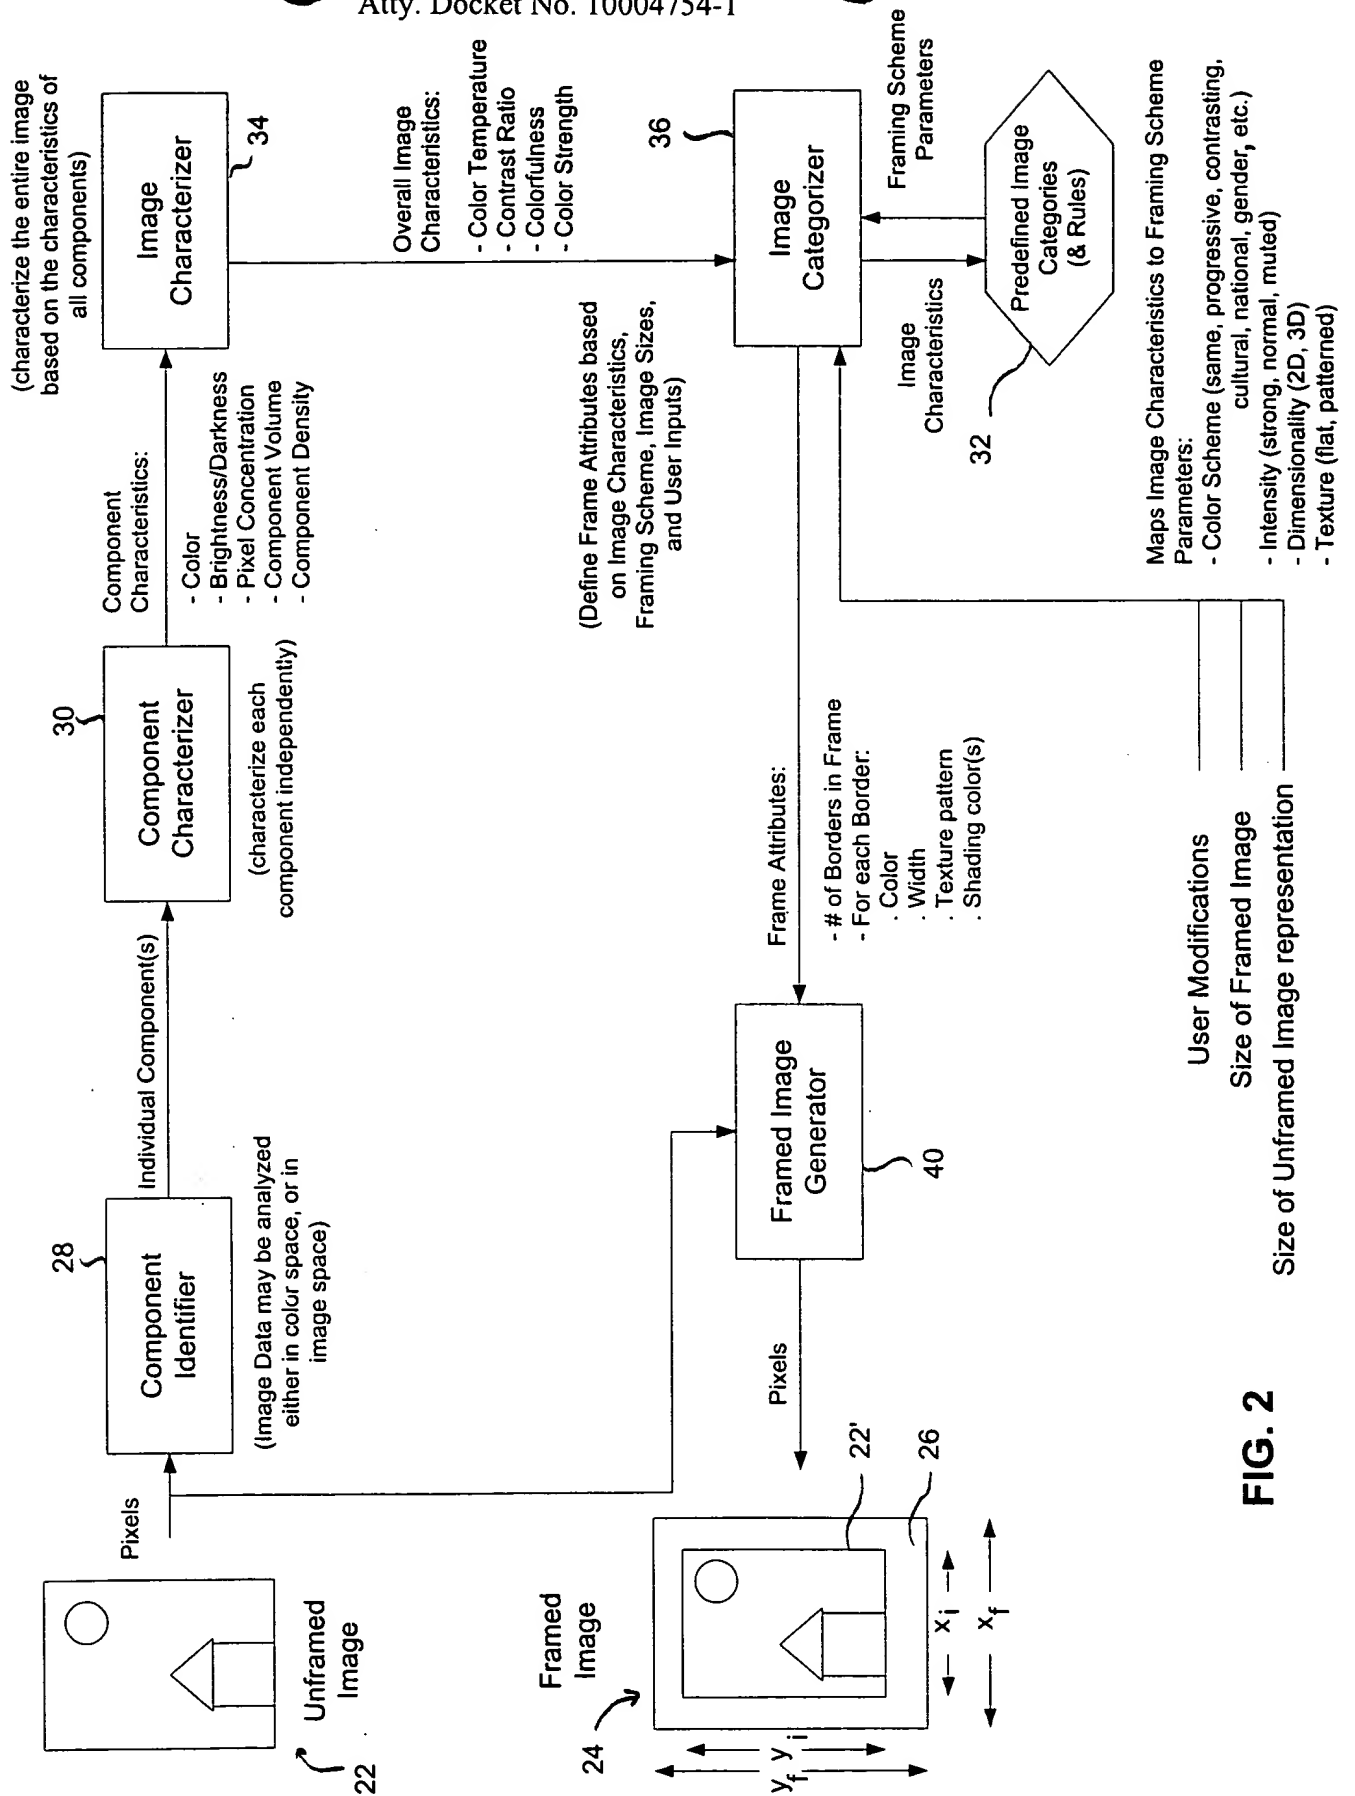 Atty. Docket No. 10004754-1
Pixels
Unframed
Image
22
28
Component
Identifier
(Image Data may be analyzed
either in color space, or in
image space)
Individual Component(s)
30
Component
Characterizer
(characterize each
component independently)
Component
Characteristics:
- Color
- Brightness/Darkness
- Pixel Concentration
- Component Volume
- Component Density
(characterize the entire image
based on the characteristics of
all components)
Image
Characterizer
34
Overall Image
Characteristics:
- Color Temperature
- Contrast Ratio
- Colorfulness
- Color Strength
(Define Frame Attributes based
on Image Characteristics,
Framing Scheme, Image Sizes,
and User Inputs)
36
Image
Categorizer
Framing Scheme
Parameters
Image
Characteristics
Predefined Image
Categories
(& Rules)
32
Maps Image Characteristics to Framing Scheme
Parameters:
- Color Scheme (same, progressive, contrasting,
cultural, national, gender, etc.)
- Intensity (strong, normal, muted)
- Dimensionality (2D, 3D)
- Texture (flat, patterned)
Frame Attributes:
- # of Borders in Frame
- For each Border:
. Color
. Width
. Texture pattern
. Shading color(s)
Framed Image
Generator
40
Pixels
Framed
Image
24
22'
26
yf yi
xi
xf
User Modifications
Size of Framed Image
Size of Unframed Image representation
FIG. 2